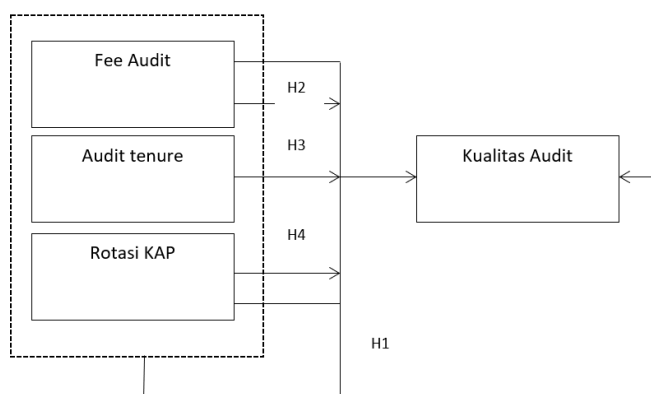 Fee Audit
H2
Audit tenure
H3
Kualitas Audit
Rotasi KAP
H4
H1